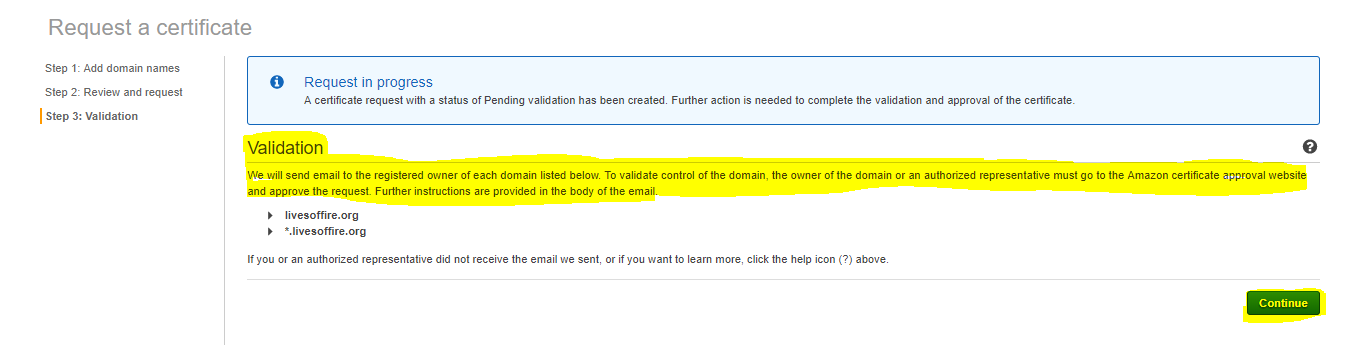 Request a certificate
Step 1: Add domain names
Step 2: Review and request
Step 3: Validation
Request in progress
A certificate request with a status of Pending validation has been created. Further action is needed to complete the validation and approval of the certificate.
Validation
We will send email to the registered owner of each domain listed below. To validate control of the domain, the owner of the domain or an authorized representative must go to the Amazon certificate approval website
and approve the request. Further instructions are provided in the body of the email.
livesoffire.org
*.livesoffire.org
If you or an authorized representative did not receive the email we sent, or if you want to learn more, click the help icon (?) above.
Continue